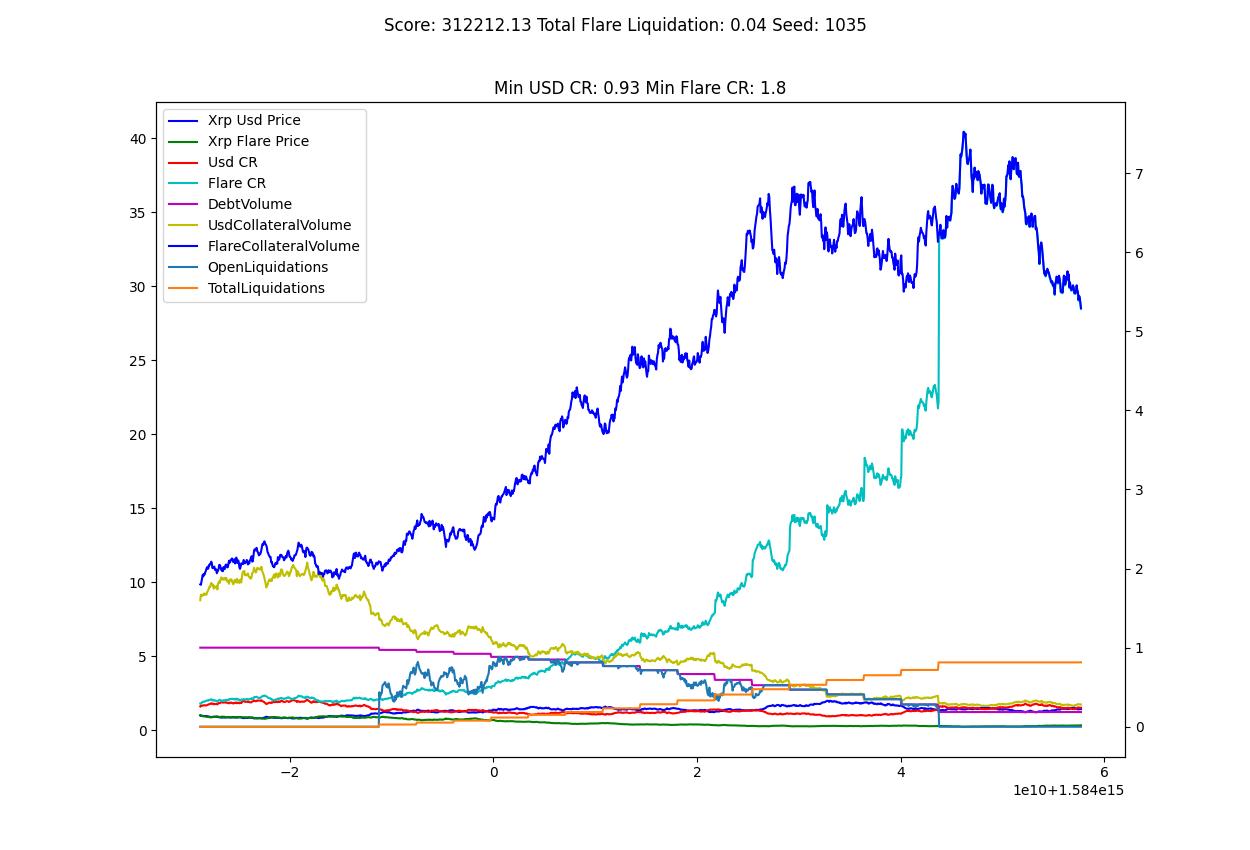 Score: 312212.13 Total Flare Liquidation: 0.04 Seed: 1035
Min USD CR: 0.93 Min Flare CR: 1.8
Xrp Usd Price
Xrp Flare Price
Usd CR
Flare CR
DebtVolume
UsdCollateralVolume
FlareCollateralVolume
OpenLiquidations
TotalLiquidations
40
35
30
25
20
15
10
5
0
7
6
5
4
3
2
1
0
−2 0 2 4 6
1e10+1.584e15